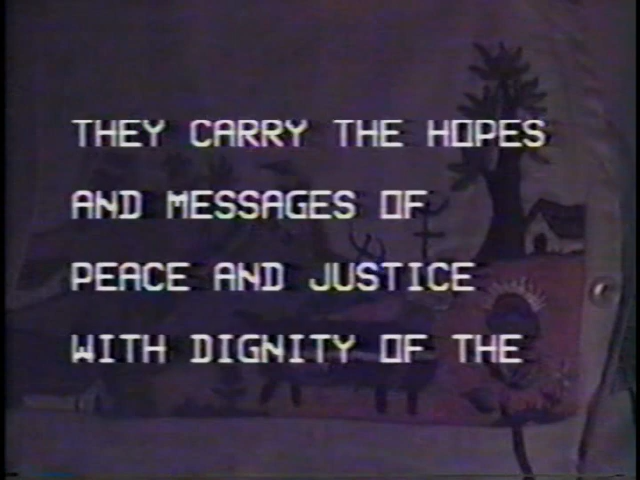 THEY CARRY THE HOPES
AND MESSAGES OF
PEACE AND JUSTICE
WITH DIGNITY OF THE